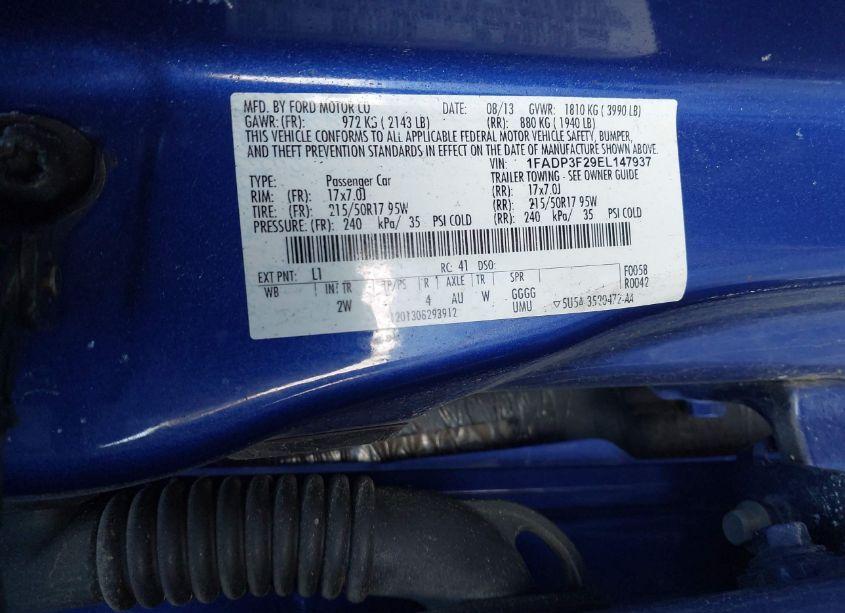 MFD. BY FORD MOTOR CO DATE: 08/13 GVWR: 1810 KG ( 3990 LB)
GAWR: (FR): 972 KG ( 2143 LB) (RR): 880 KG ( 1940 LB)
THIS VEHICLE CONFORMS TO ALL APPLICABLE FEDERAL MOTOR VEHICLE SAFETY, BUMPER,
AND THEFT PREVENTION STANDARDS IN EFFECT ON THE DATE OF MANUFACTURE SHOWN ABOVE.
VIN: 1FADP3F29EL147937
TYPE: Passenger Car TRAILER TOWING - SEE OWNER GUIDE
RIM: (FR): 17x7.0J (RR): 17x7.0J
TIRE: (FR): 215/50R17 95W (RR): 215/50R17 95W
PRESSURE: (FR): 240 kPa/ 35 PSI COLD (RR): 240 kPa/ 35 PSI COLD
EXT PNT: L1 RC: 41 DSO: F0058
WB INT TR TP/PS R AXLE TR SPR R0042
2W 4 AU W GGGG
UMU